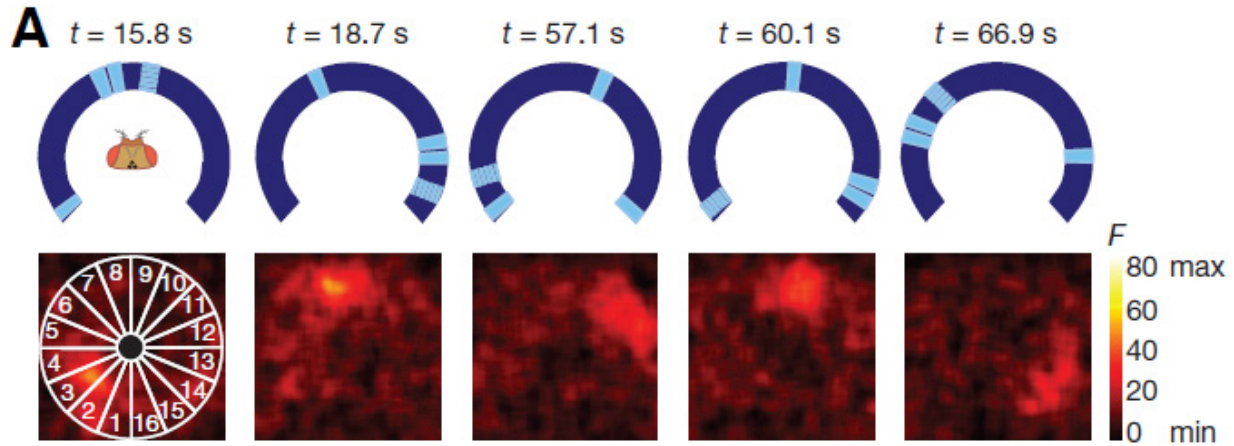 A
t = 15.8 s
t = 18.7 s
t = 57.1 s
t = 60.1 s
t = 66.9 s
1
2
3
4
5
6
7
8
9
10
11
12
13
14
15
16
F
80 max
60
40
20
0 min